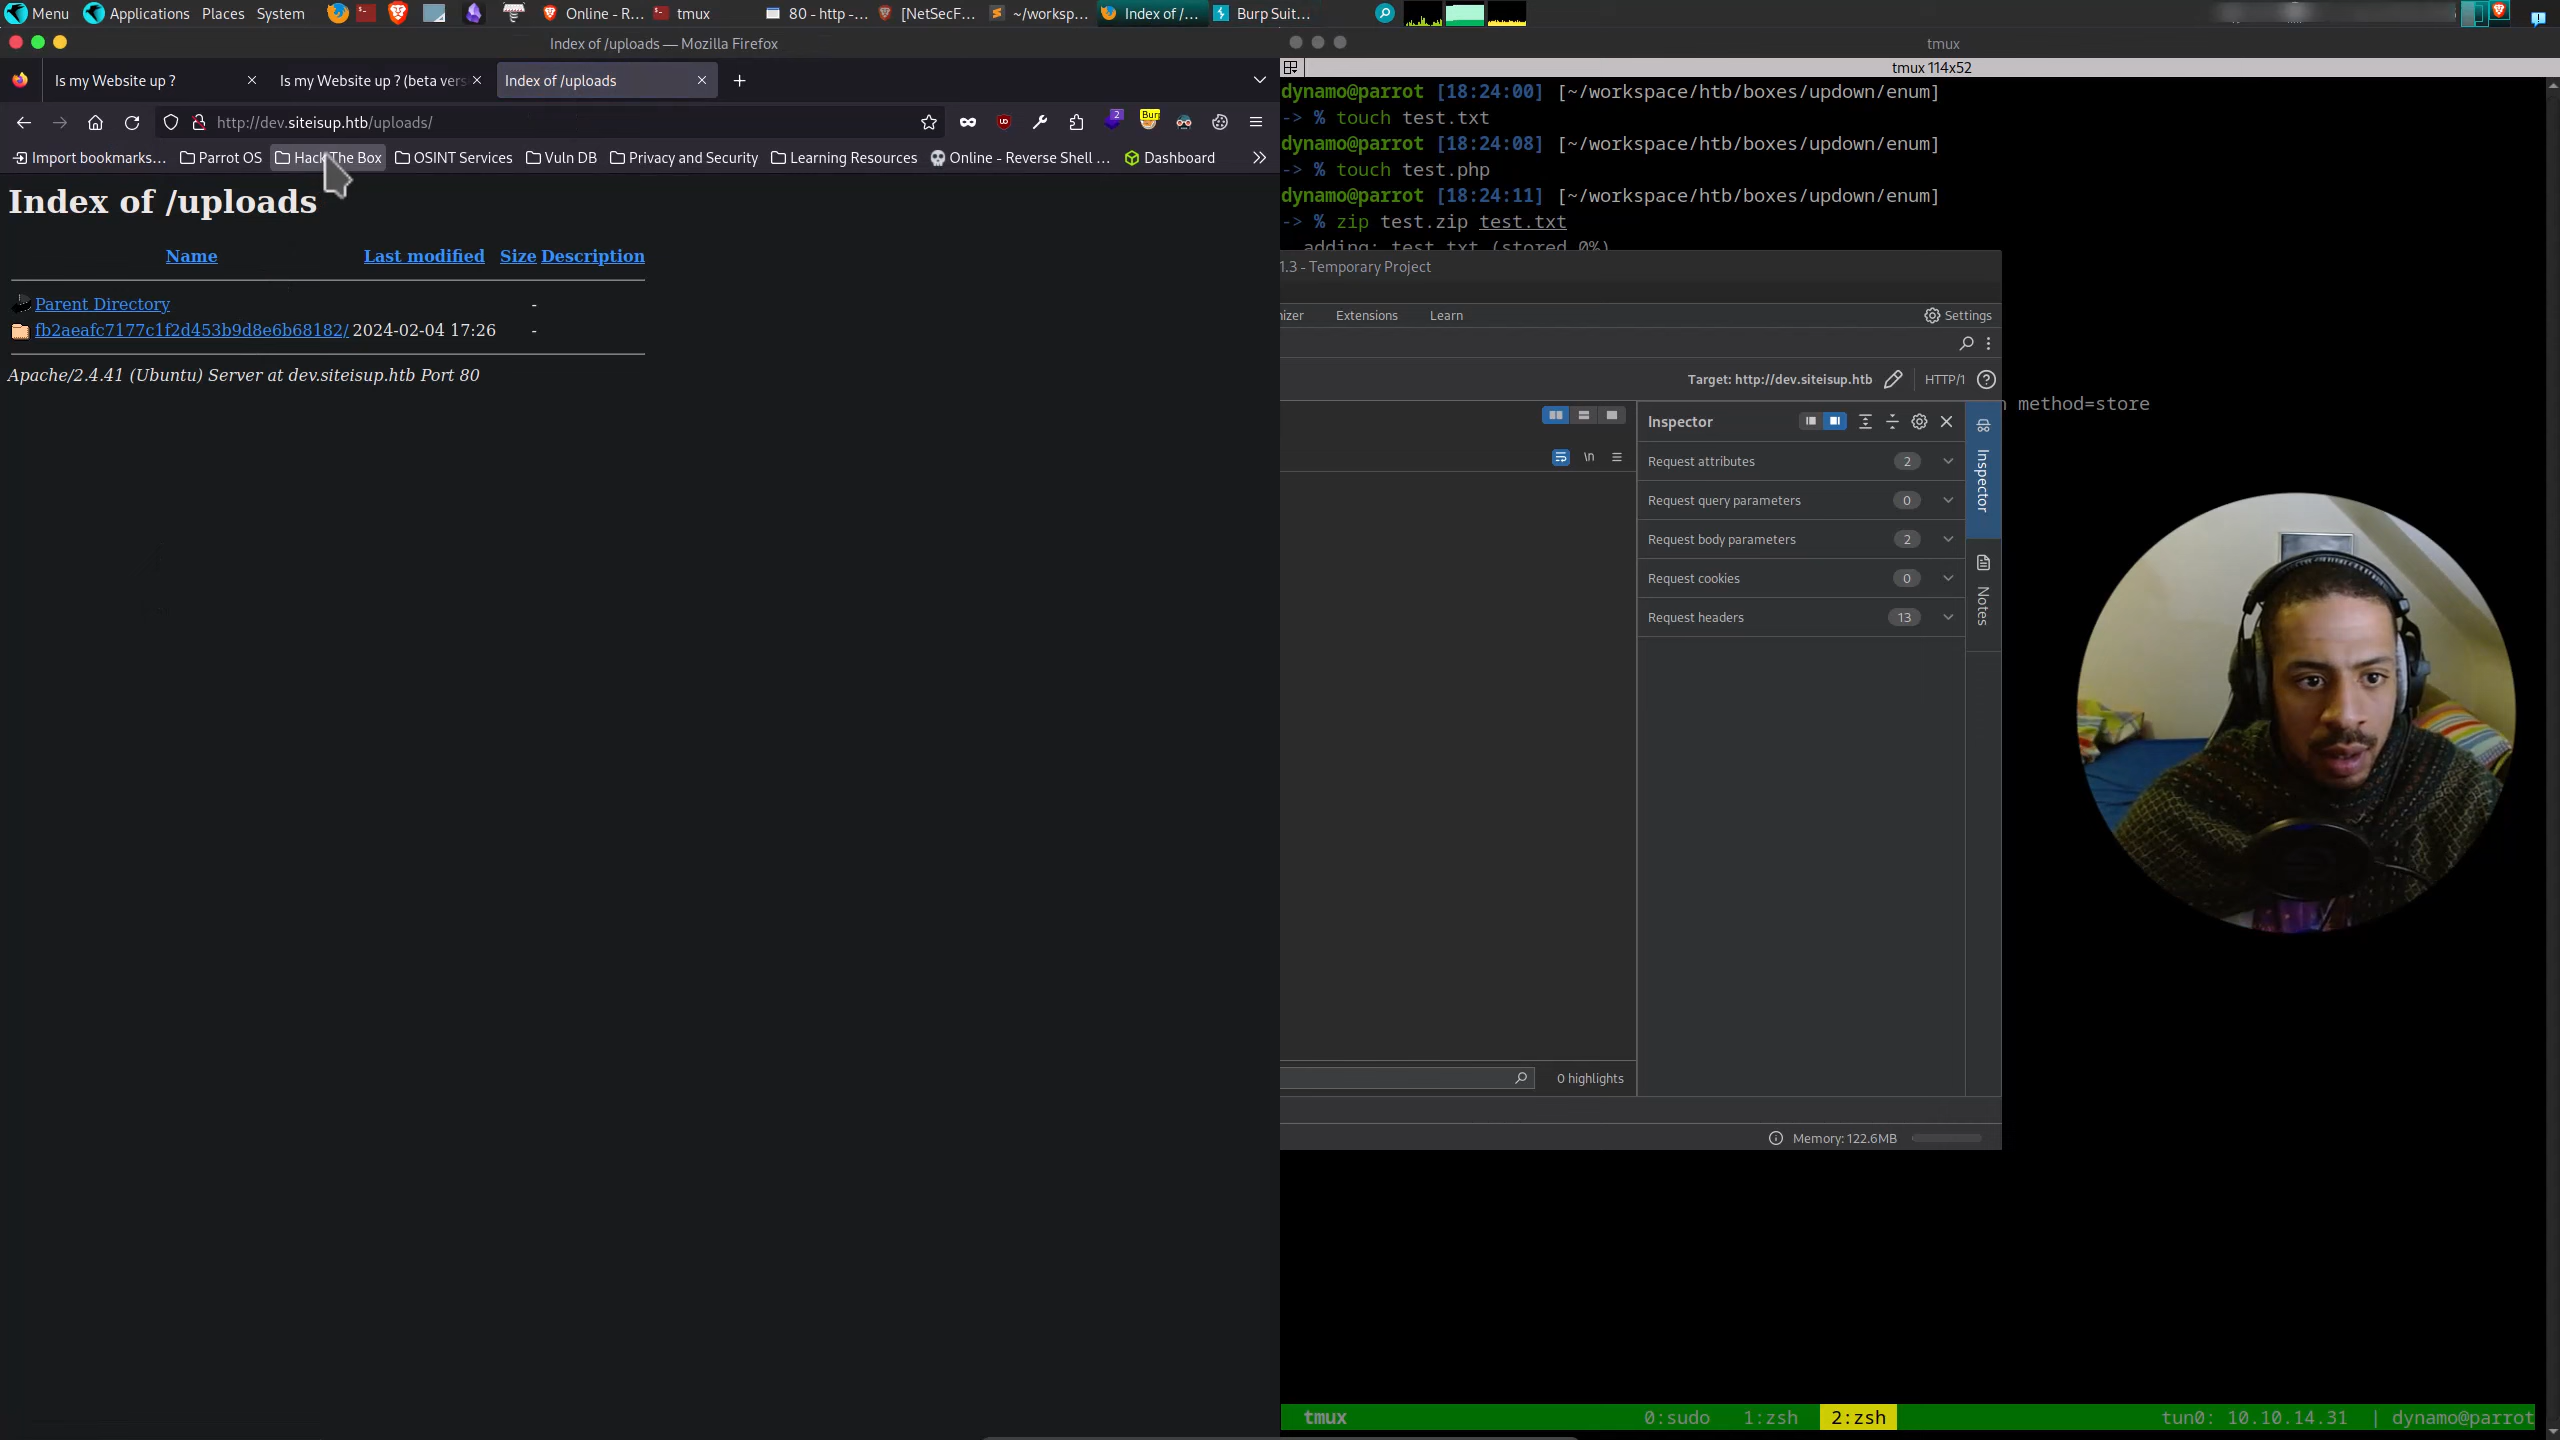 Menu Applications Places System Online - R... tmux 80 - http -... [NetSecF... ~/worksp... Index of /... Burp Suit...
Index of /uploads — Mozilla Firefox
tmux
Is my Website up ?
Is my Website up ? (beta vers
Index of /uploads
tmux 114x52
http://dev.siteisup.htb/uploads/
2
Bur
Import bookmarks... Parrot OS Hack The Box OSINT Services Vuln DB Privacy and Security Learning Resources Online - Reverse Shell ... Dashboard
Index of /uploads
Name Last modified Size Description
Parent Directory -
fb2aeafc7177c1f2d453b9d8e6b68182/ 2024-02-04 17:26 -
Apache/2.4.41 (Ubuntu) Server at dev.siteisup.htb Port 80
dynamo@parrot [18:24:00] [~/workspace/htb/boxes/updown/enum]
-> % touch test.txt
dynamo@parrot [18:24:08] [~/workspace/htb/boxes/updown/enum]
-> % touch test.php
dynamo@parrot [18:24:11] [~/workspace/htb/boxes/updown/enum]
-> % zip test.zip test.txt
adding: test.txt (stored 0%)
1.3 - Temporary Project
nizer Extensions Learn Settings
Target: http://dev.siteisup.htb HTTP/1
n method=store
Inspector
\n
Request attributes 2
Request query parameters 0
Request body parameters 2
Request cookies 0
Request headers 13
Inspector
Notes
0 highlights
Memory: 122.6MB
tmux 0:sudo 1:zsh 2:zsh tun0: 10.10.14.31 | dynamo@parrot